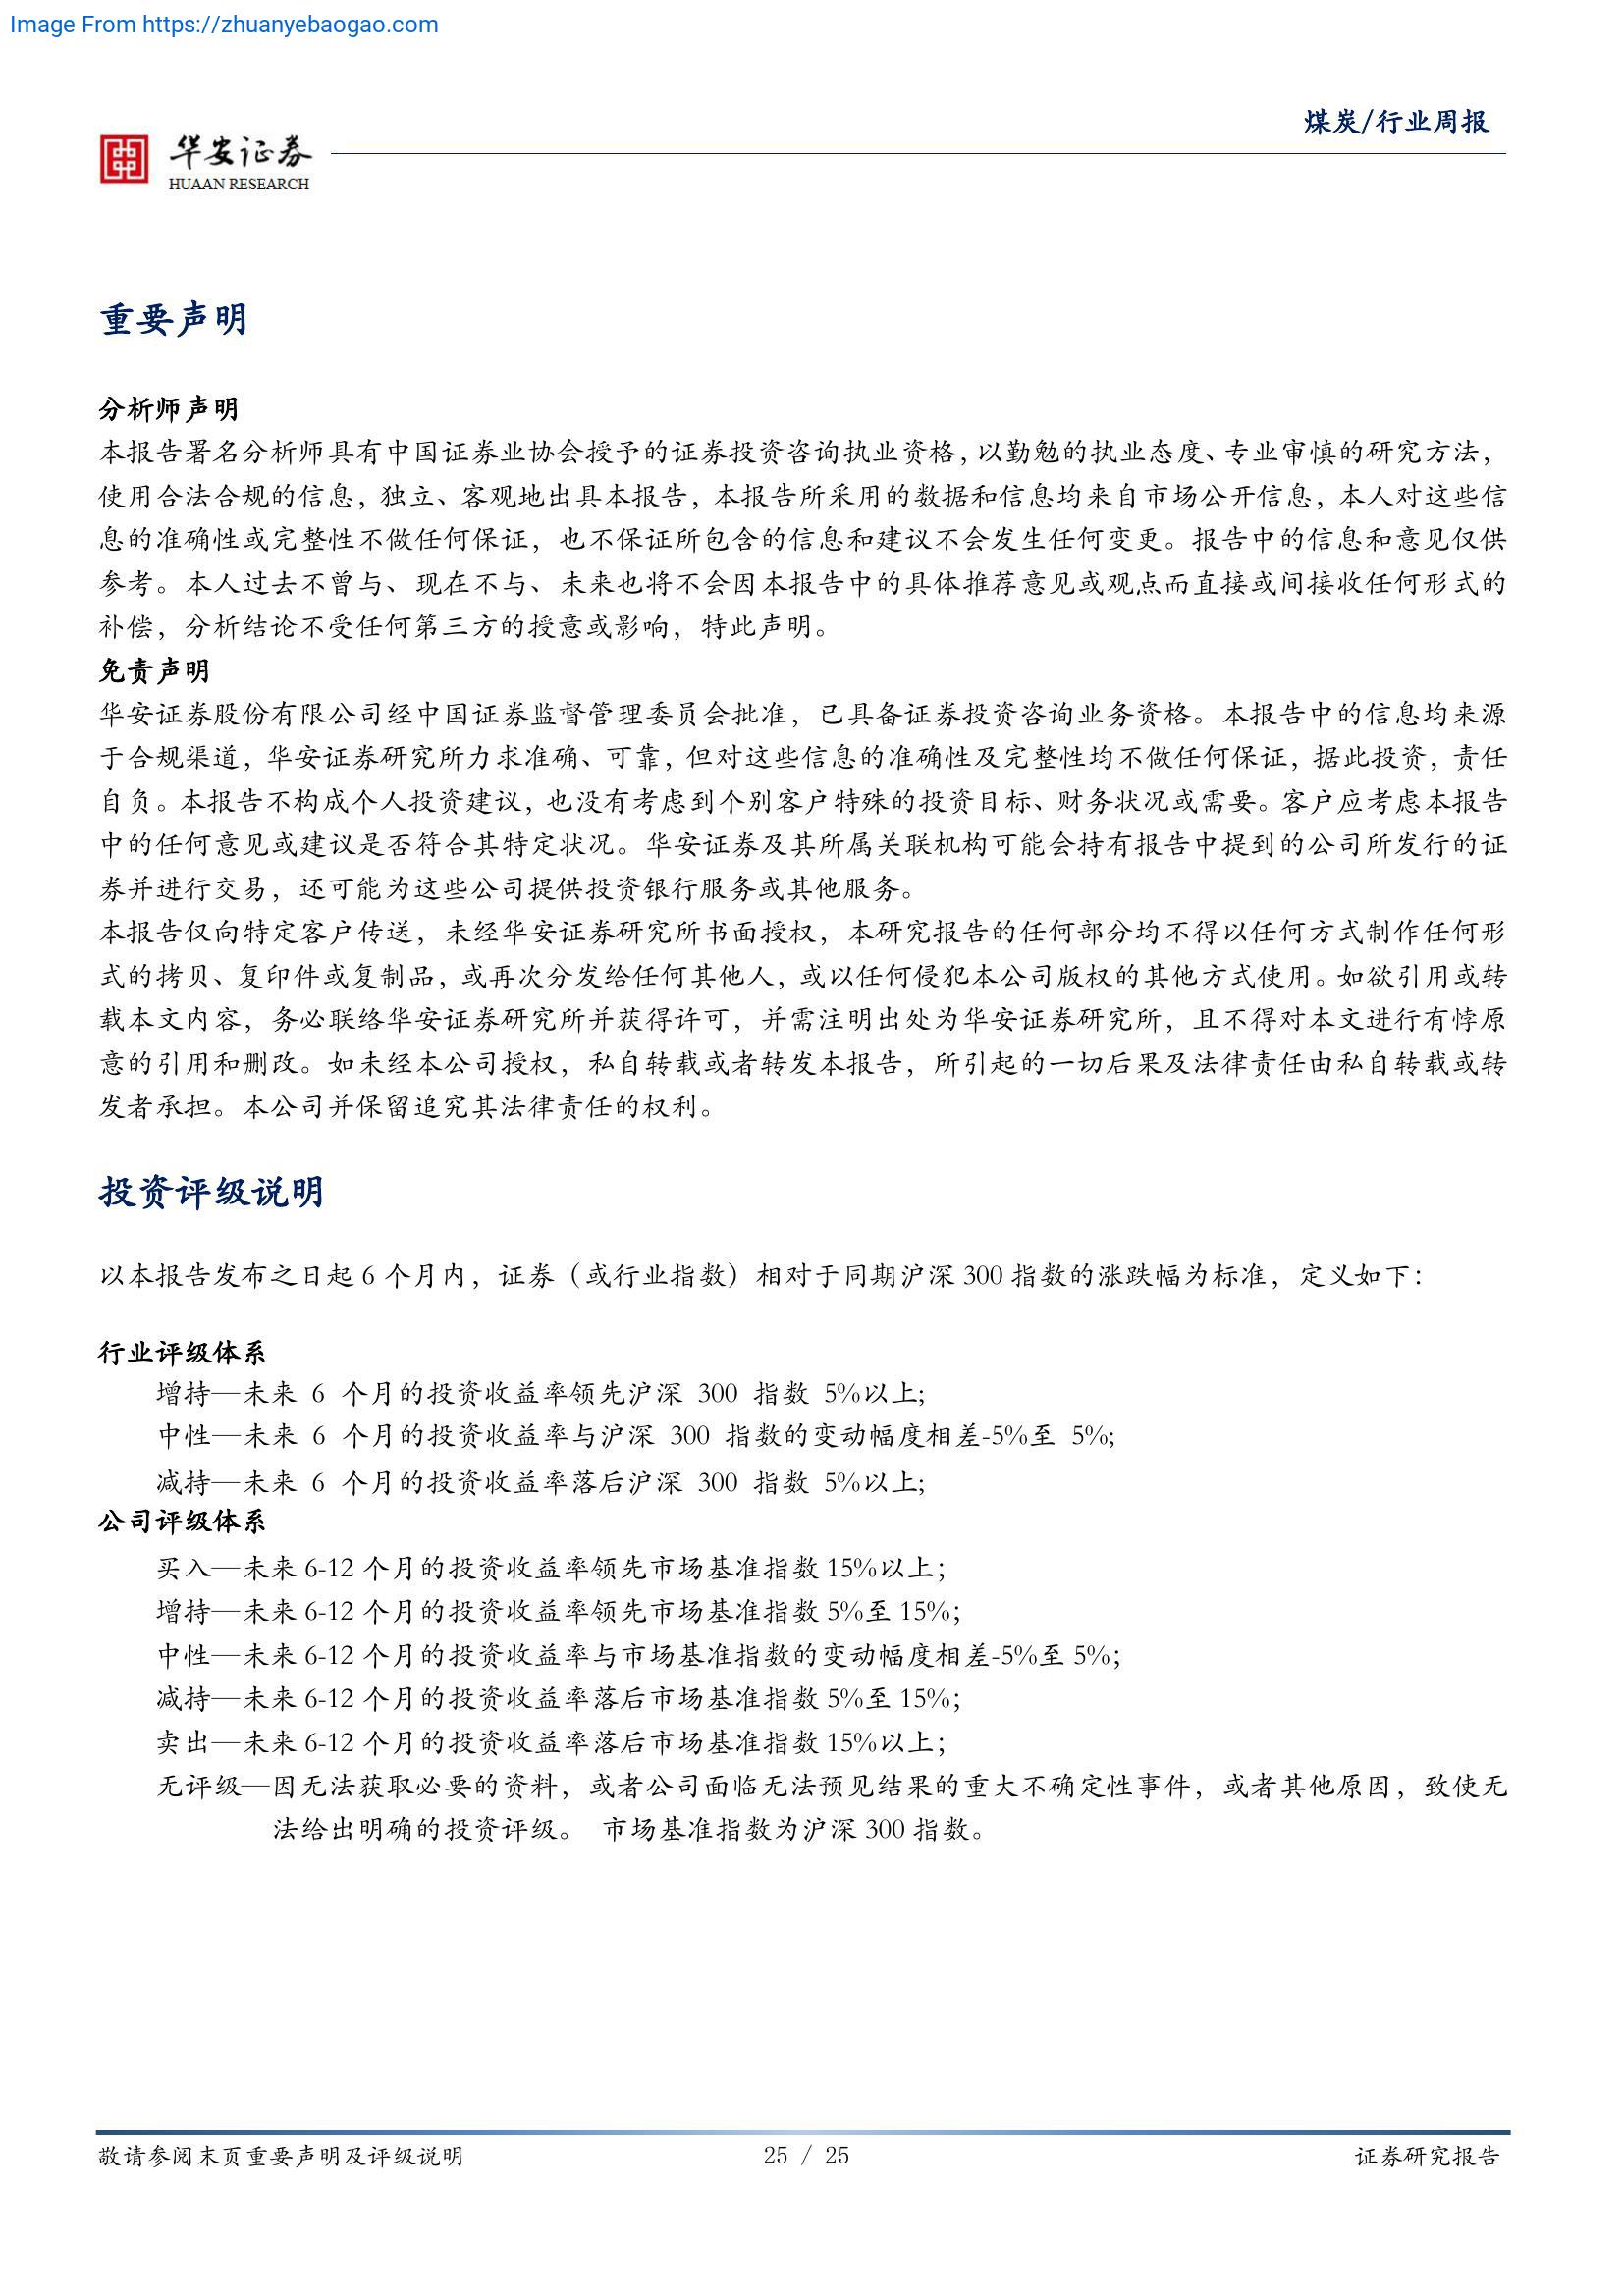 Image From https://zhuanyebaogao.com
煤炭/行业周报
华安证券
HUAAN RESEARCH
重要声明
分析师声明
本报告署名分析师具有中国证券业协会授予的证券投资咨询执业资格，以勤勉的执业态度、专业审慎的研究方法，
使用合法合规的信息，独立、客观地出具本报告，本报告所采用的数据和信息均来自市场公开信息，本人对这些信
息的准确性或完整性不做任何保证，也不保证所包含的信息和建议不会发生任何变更。报告中的信息和意见仅供
参考。本人过去不曾与、现在不与、未来也将不会因本报告中的具体推荐意见或观点而直接或间接收任何形式的
补偿，分析结论不受任何第三方的授意或影响，特此声明。
免责声明
华安证券股份有限公司经中国证券监督管理委员会批准，已具备证券投资咨询业务资格。本报告中的信息均来源
于合规渠道，华安证券研究所力求准确、可靠，但对这些信息的准确性及完整性均不做任何保证，据此投资，责任
自负。本报告不构成个人投资建议，也没有考虑到个别客户特殊的投资目标、财务状况或需要。客户应考虑本报告
中的任何意见或建议是否符合其特定状况。华安证券及其所属关联机构可能会持有报告中提到的公司所发行的证
券并进行交易，还可能为这些公司提供投资银行服务或其他服务。
本报告仅向特定客户传送，未经华安证券研究所书面授权，本研究报告的任何部分均不得以任何方式制作任何形
式的拷贝、复印件或复制品，或再次分发给任何其他人，或以任何侵犯本公司版权的其他方式使用。如欲引用或转
载本文内容，务必联络华安证券研究所并获得许可，并需注明出处为华安证券研究所，且不得对本文进行有悖原
意的引用和删改。如未经本公司授权，私自转载或者转发本报告，所引起的一切后果及法律责任由私自转载或转
发者承担。本公司并保留追究其法律责任的权利。
投资评级说明
以本报告发布之日起 6 个月内，证券（或行业指数）相对于同期沪深 300 指数的涨跌幅为标准，定义如下：
行业评级体系
增持—未来 6 个月的投资收益率领先沪深 300 指数 5%以上;
中性—未来 6 个月的投资收益率与沪深 300 指数的变动幅度相差-5%至 5%;
减持—未来 6 个月的投资收益率落后沪深 300 指数 5%以上;
公司评级体系
买入—未来 6-12 个月的投资收益率领先市场基准指数 15%以上；
增持—未来 6-12 个月的投资收益率领先市场基准指数 5%至 15%；
中性—未来 6-12 个月的投资收益率与市场基准指数的变动幅度相差-5%至 5%；
减持—未来 6-12 个月的投资收益率落后市场基准指数 5%至 15%；
卖出—未来 6-12 个月的投资收益率落后市场基准指数 15%以上；
无评级—因无法获取必要的资料，或者公司面临无法预见结果的重大不确定性事件，或者其他原因，致使无
法给出明确的投资评级。 市场基准指数为沪深 300 指数。
敬请参阅末页重要声明及评级说明
25 / 25
证券研究报告